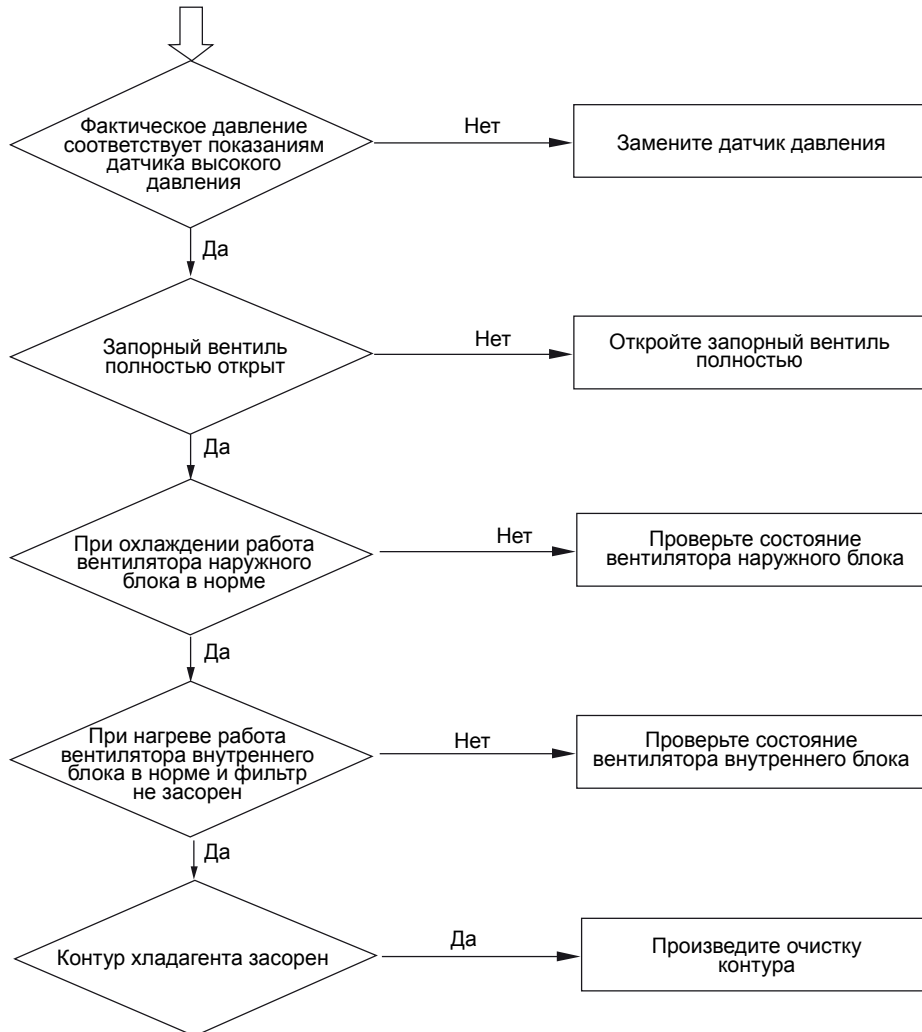 Фактическое давление
соответствует показаниям
датчика высокого
давления
Нет
Замените датчик давления
Да
Запорный вентиль
полностью открыт
Нет
Откройте запорный вентиль
полностью
Да
При охлаждении работа
вентилятора наружного
блока в норме
Нет
Проверьте состояние
вентилятора наружного блока
Да
При нагреве работа
вентилятора внутреннего
блока в норме и фильтр
не засорен
Нет
Проверьте состояние
вентилятора внутреннего блока
Да
Контур хладагента засорен
Да
Произведите очистку
контура